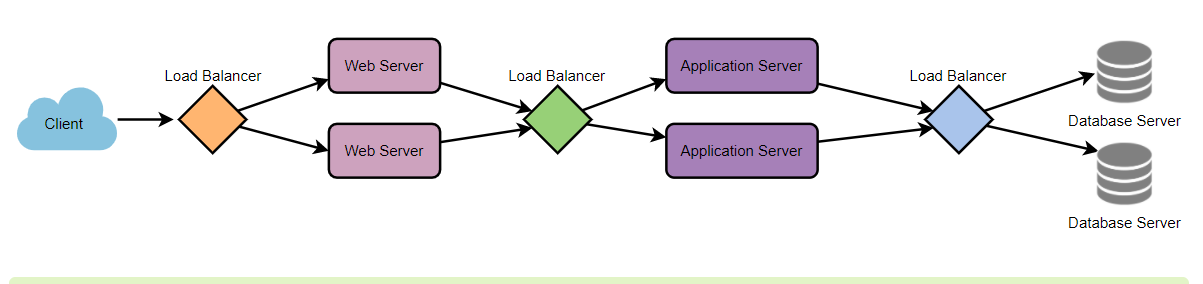 Client
Load Balancer
Web Server
Web Server
Load Balancer
Application Server
Application Server
Load Balancer
Database Server
Database Server